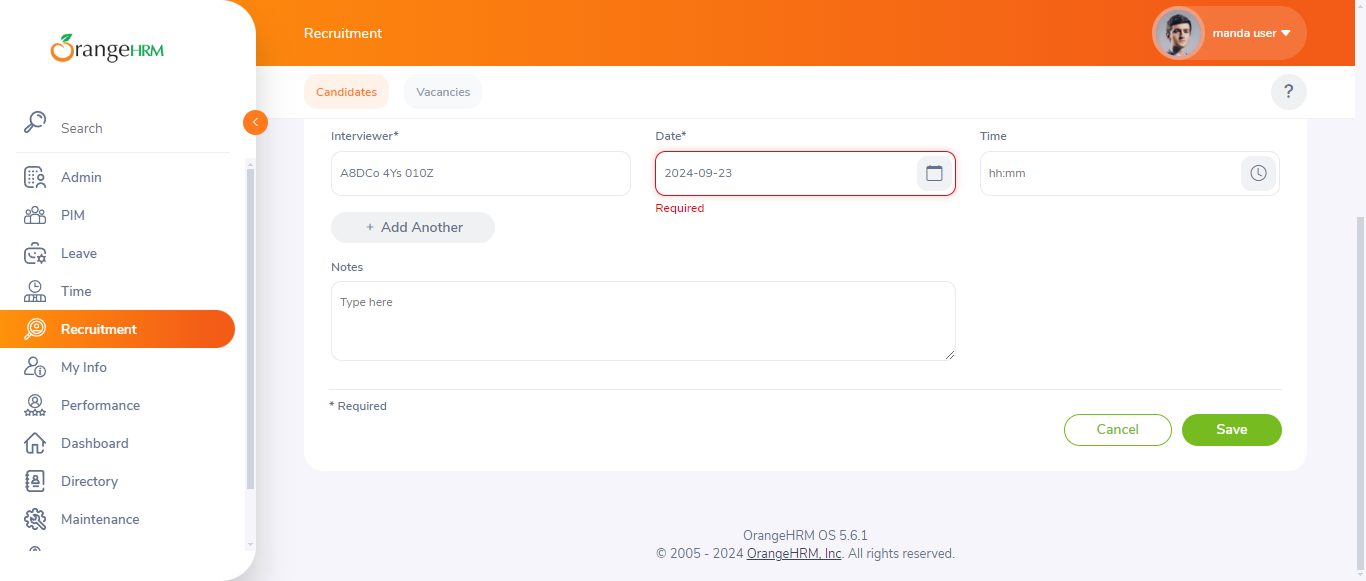 OrangeHRM
Search
Admin
PIM
Leave
Time
Recruitment
My Info
Performance
Dashboard
Directory
Maintenance
Recruitment
manda user
Candidates
Vacancies
?
Interviewer*
Date*
Time
A8DCo 4Ys 010Z
2024-09-23
hh:mm
Required
+ Add Another
Notes
Type here
* Required
Cancel
Save
OrangeHRM OS 5.6.1
© 2005 - 2024 OrangeHRM, Inc. All rights reserved.